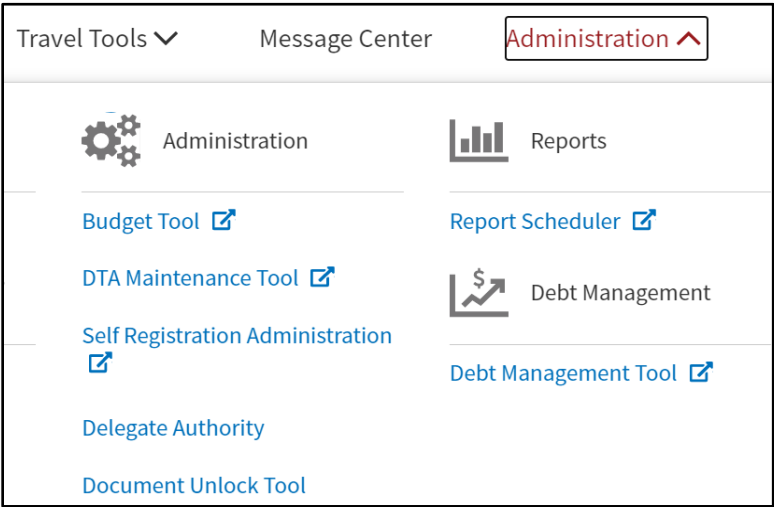 Travel Tools
Message Center
Administration
Administration
Budget Tool
DTA Maintenance Tool
Self Registration Administration
Delegate Authority
Document Unlock Tool
Reports
Report Scheduler
$
Debt Management
Debt Management Tool